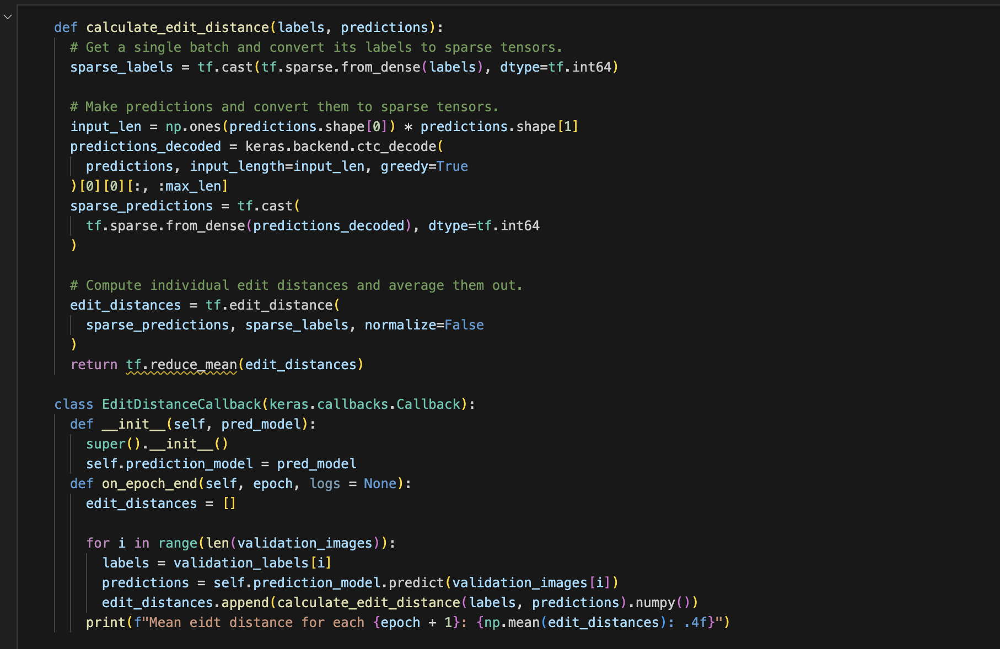 def calculate_edit_distance(labels, predictions):
  # Get a single batch and convert its labels to sparse tensors.
  sparse_labels = tf.cast(tf.sparse.from_dense(labels), dtype=tf.int64)

  # Make predictions and convert them to sparse tensors.
  input_len = np.ones(predictions.shape[0]) * predictions.shape[1]
  predictions_decoded = keras.backend.ctc_decode(
    predictions, input_length=input_len, greedy=True
  )[0][0][:, :max_len]
  sparse_predictions = tf.cast(
    tf.sparse.from_dense(predictions_decoded), dtype=tf.int64
  )

  # Compute individual edit distances and average them out.
  edit_distances = tf.edit_distance(
    sparse_predictions, sparse_labels, normalize=False
  )
  return tf.reduce_mean(edit_distances)

class EditDistanceCallback(keras.callbacks.Callback):
  def __init__(self, pred_model):
    super().__init__()
    self.prediction_model = pred_model
  def on_epoch_end(self, epoch, logs = None):
    edit_distances = []

    for i in range(len(validation_images)):
      labels = validation_labels[i]
      predictions = self.prediction_model.predict(validation_images[i])
      edit_distances.append(calculate_edit_distance(labels, predictions).numpy())
    print(f"Mean eidt distance for each {epoch + 1}: {np.mean(edit_distances): .4f}")